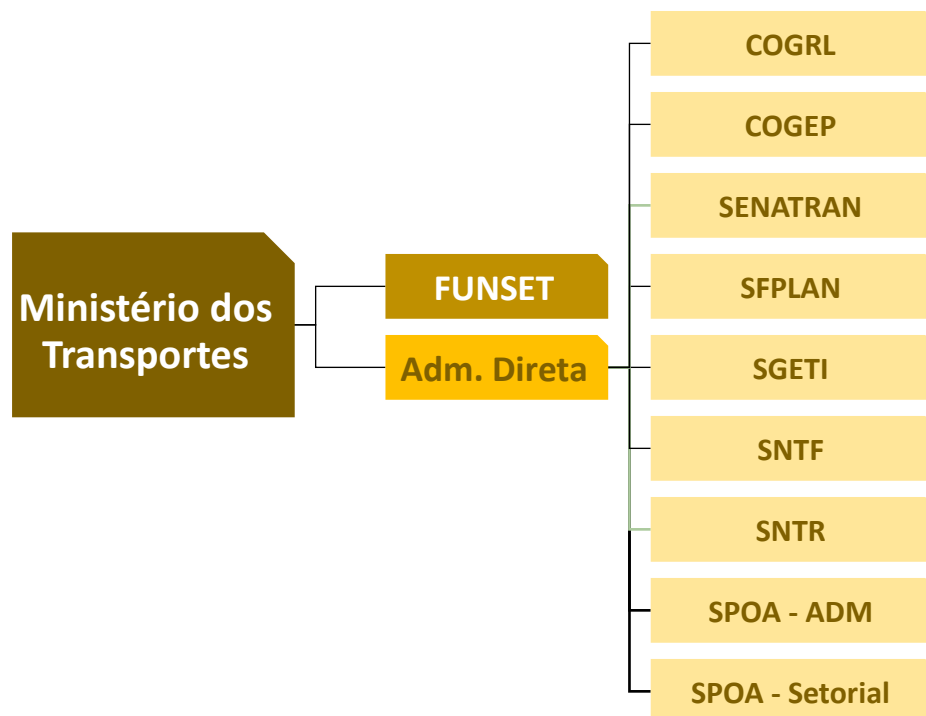 Ministério dos
Transportes
FUNSET
Adm. Direta
COGRL
COGEP
SENATRAN
SFPLAN
SGETI
SNTF
SNTR
SPOA - ADM
SPOA - Setorial